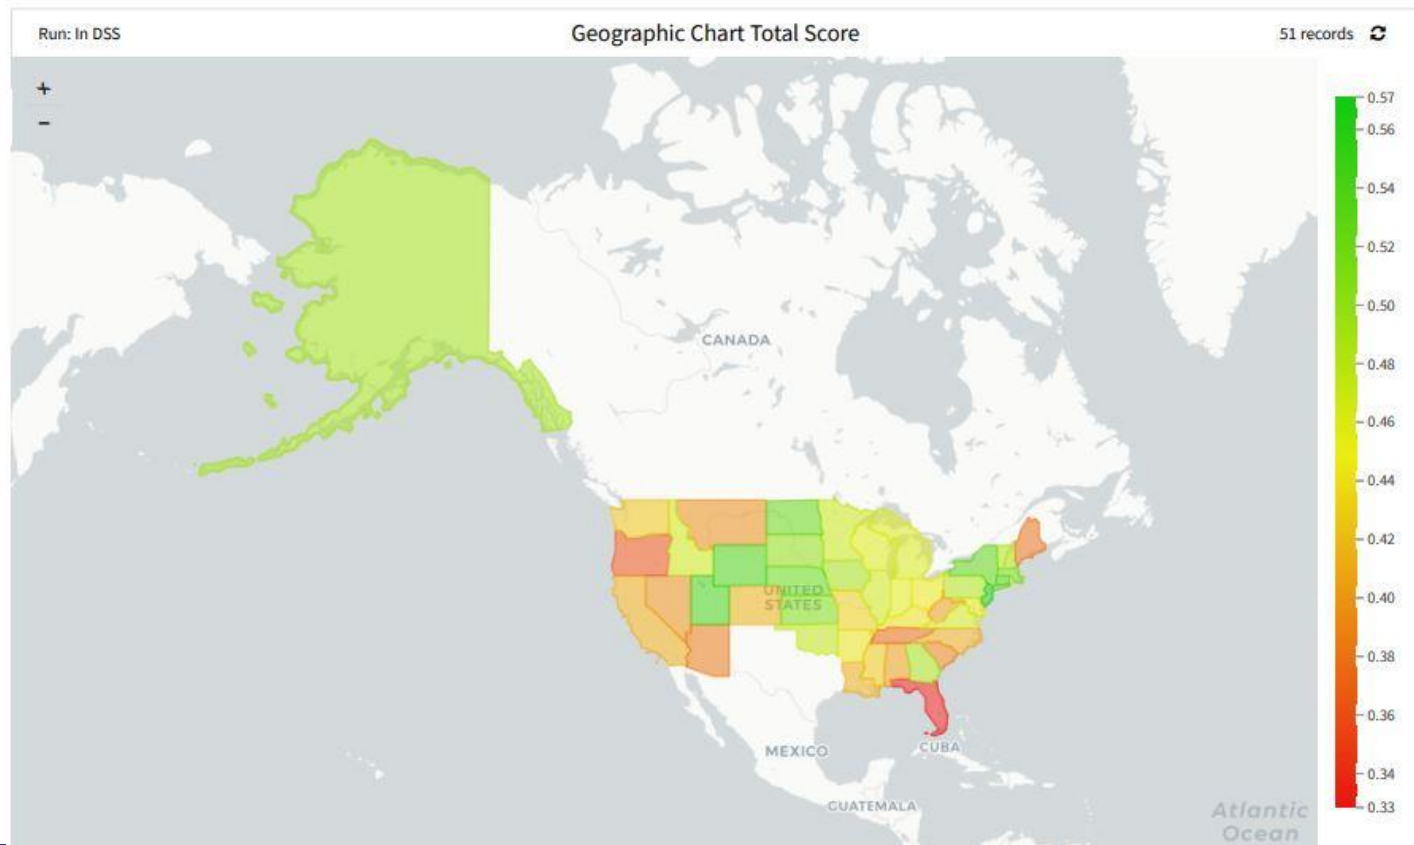 Run: In DSS
Geographic Chart Total Score
51 records
+
-
0.57
0.56
0.54
0.52
0.50
0.48
0.46
0.44
0.42
0.40
0.38
0.36
0.34
0.33
CANADA
UNITED
STATES
MEXICO
CUBA
GUATEMALA
Atlantic
Ocean